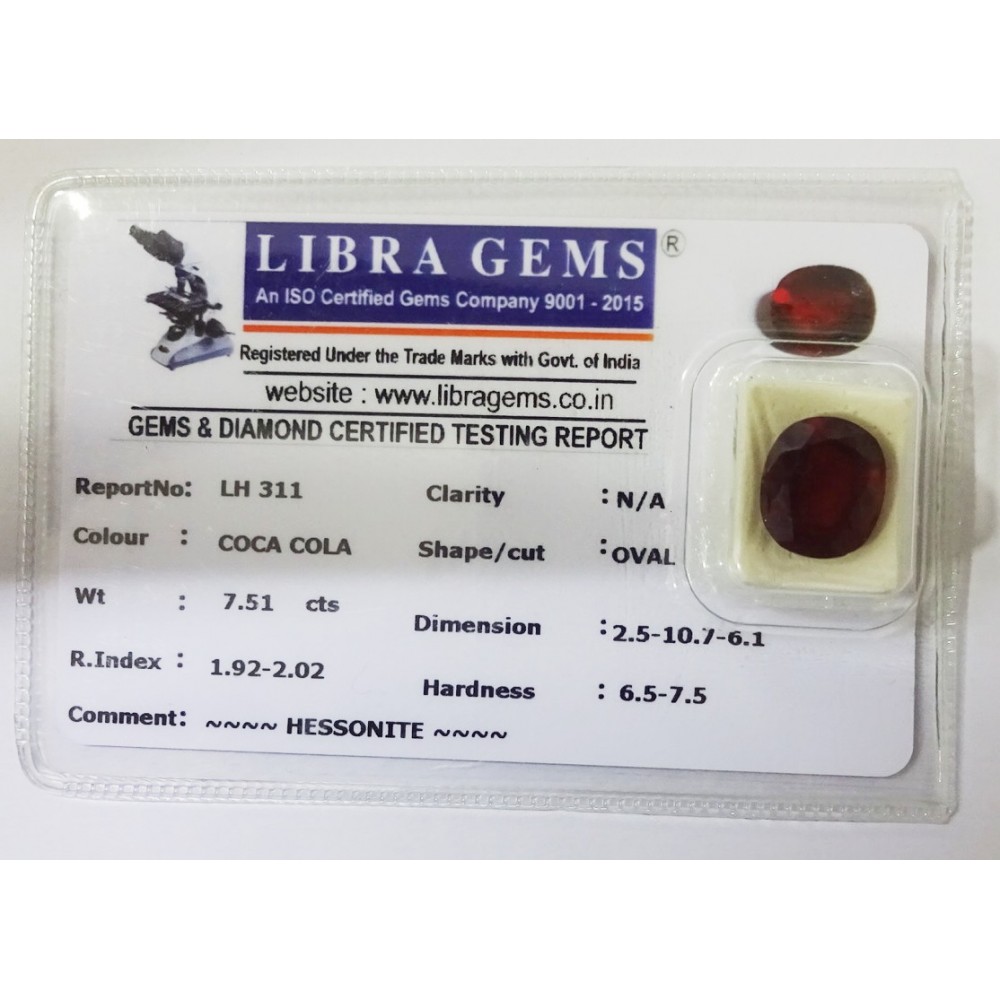 LIBRA GEMS ®
An ISO Certified Gems Company 9001 - 2015
Registered Under the Trade Marks with Govt. of India
website : www.libragems.co.in
GEMS & DIAMOND CERTIFIED TESTING REPORT
ReportNo: LH 311 Clarity : N/A
Colour : COCA COLA Shape/cut : OVAL
Wt : 7.51 cts Dimension : 2.5-10.7-6.1
R.Index : 1.92-2.02 Hardness : 6.5-7.5
Comment: ~~~~ HESSONITE ~~~~